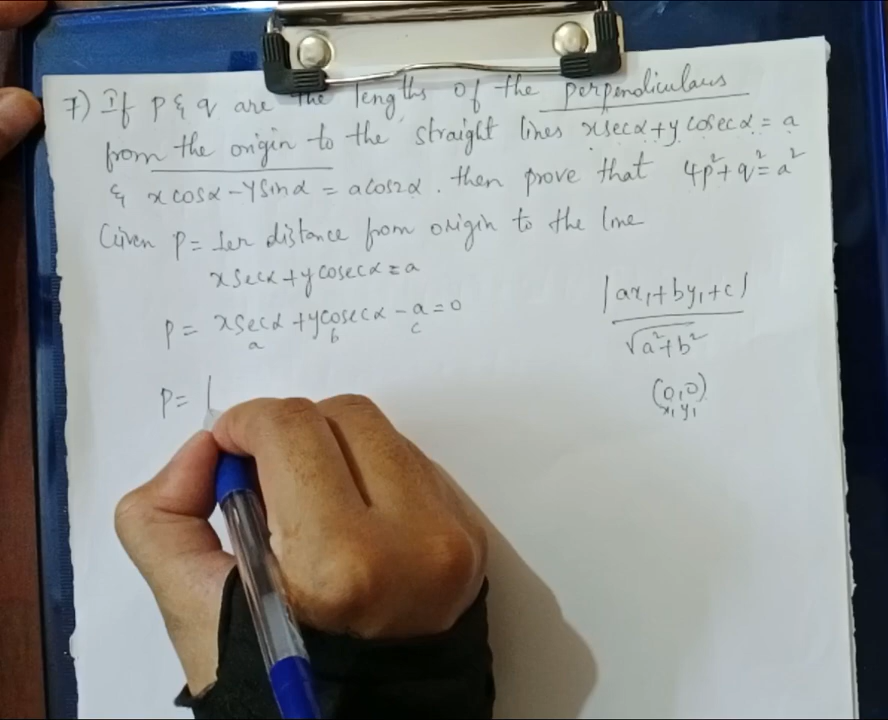 7) If p & q are the lengths of the perpendiculars
from the origin to the straight lines xsecα+y cosecα = a
& x cosα - ysinα = acos2α. then prove that 4p²+q²=a²
Given P= ⊥er distance from origin to the line
xsecα+ycosecα=a
P= xsecα+ycosecα-a=0
a b c
P= |
|ax₁+by₁+c|
√a²+b²
(0,0)
x₁ y₁